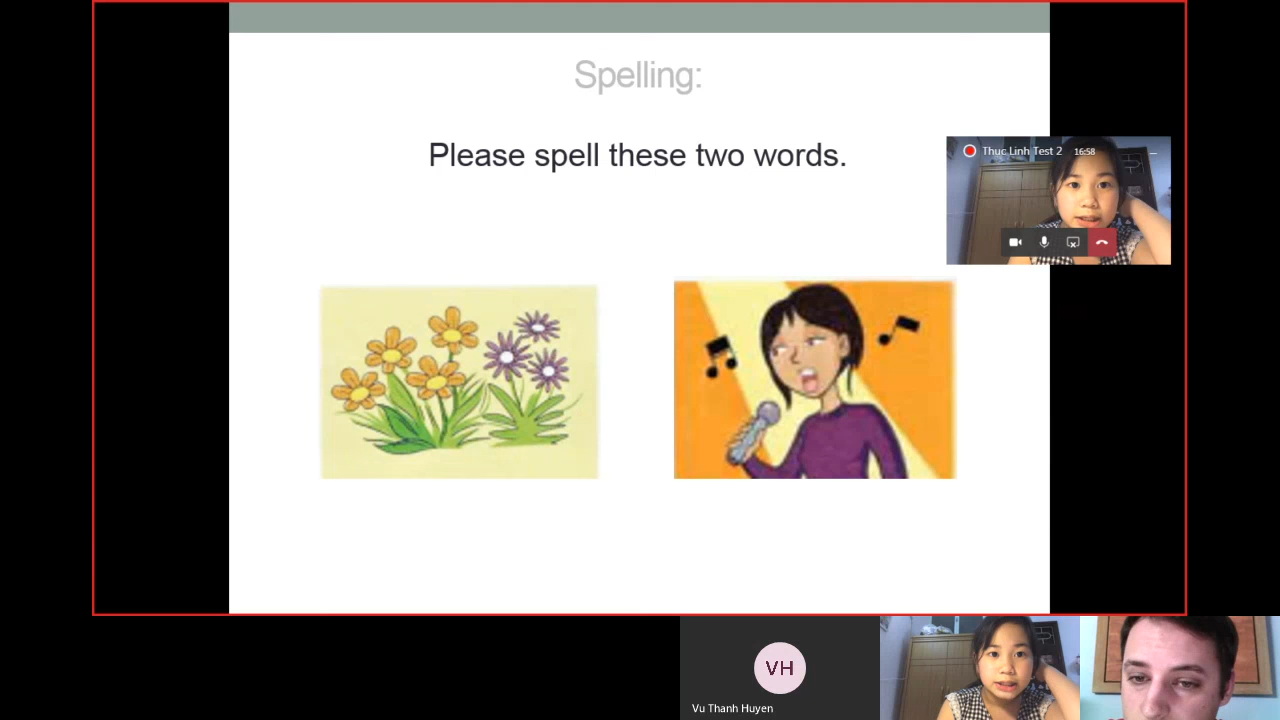 Spelling:
Please spell these two words.
Thuc Linh Test 2 16:58
VH
Vu Thanh Huyen